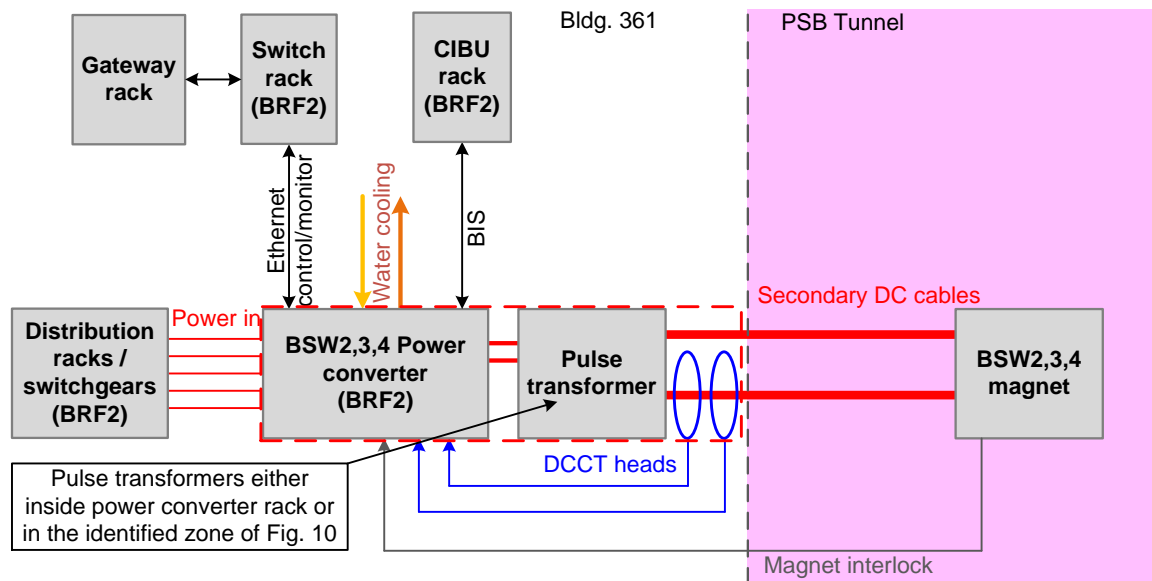 Bldg. 361
PSB Tunnel
Gateway
rack
Switch
rack
(BRF2)
CIBU
rack
(BRF2)
Ethernet
control/monitor
Water cooling
BIS
Distribution
racks /
switchgears
(BRF2)
Power in
BSW2,3,4 Power
converter
(BRF2)
Pulse
transformer
Secondary DC cables
BSW2,3,4
magnet
Pulse transformers either
inside power converter rack or
in the identified zone of Fig. 10
DCCT heads
Magnet interlock